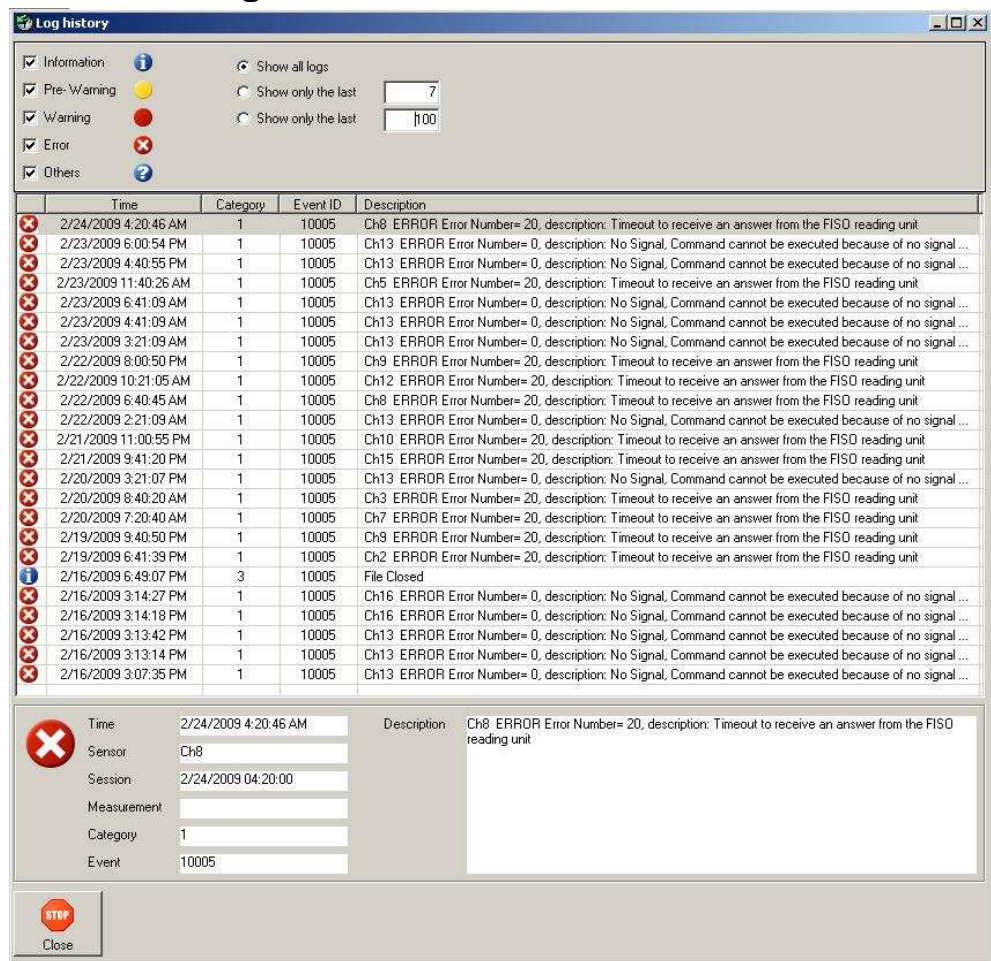 Log history
Information
Pre-Warning
Warning
Error
Others
Show all logs
Show only the last 7
Show only the last 100
Time Category Event ID Description
2/24/2009 4:20:46 AM 1 10005 Ch8 ERROR Error Number= 20, description: Timeout to receive an answer from the FISO reading unit
2/23/2009 6:00:54 PM 1 10005 Ch13 ERROR Error Number= 0, description: No Signal, Command cannot be executed because of no signal ...
2/23/2009 4:40:55 PM 1 10005 Ch13 ERROR Error Number= 0, description: No Signal, Command cannot be executed because of no signal ...
2/23/2009 11:40:26 AM 1 10005 Ch5 ERROR Error Number= 20, description: Timeout to receive an answer from the FISO reading unit
2/23/2009 6:41:09 AM 1 10005 Ch13 ERROR Error Number= 0, description: No Signal, Command cannot be executed because of no signal ...
2/23/2009 4:41:09 AM 1 10005 Ch13 ERROR Error Number= 0, description: No Signal, Command cannot be executed because of no signal ...
2/23/2009 3:21:09 AM 1 10005 Ch13 ERROR Error Number= 0, description: No Signal, Command cannot be executed because of no signal ...
2/22/2009 8:00:50 PM 1 10005 Ch9 ERROR Error Number= 20, description: Timeout to receive an answer from the FISO reading unit
2/22/2009 10:21:05 AM 1 10005 Ch12 ERROR Error Number= 20, description: Timeout to receive an answer from the FISO reading unit
2/22/2009 6:40:45 AM 1 10005 Ch8 ERROR Error Number= 20, description: Timeout to receive an answer from the FISO reading unit
2/22/2009 2:21:09 AM 1 10005 Ch13 ERROR Error Number= 0, description: No Signal, Command cannot be executed because of no signal ...
2/21/2009 11:00:55 PM 1 10005 Ch10 ERROR Error Number= 20, description: Timeout to receive an answer from the FISO reading unit
2/21/2009 9:41:20 PM 1 10005 Ch15 ERROR Error Number= 20, description: Timeout to receive an answer from the FISO reading unit
2/20/2009 3:21:07 PM 1 10005 Ch13 ERROR Error Number= 0, description: No Signal, Command cannot be executed because of no signal ...
2/20/2009 8:40:20 AM 1 10005 Ch3 ERROR Error Number= 20, description: Timeout to receive an answer from the FISO reading unit
2/20/2009 7:20:40 AM 1 10005 Ch7 ERROR Error Number= 20, description: Timeout to receive an answer from the FISO reading unit
2/19/2009 9:40:50 PM 1 10005 Ch9 ERROR Error Number= 20, description: Timeout to receive an answer from the FISO reading unit
2/19/2009 6:41:39 PM 1 10005 Ch2 ERROR Error Number= 20, description: Timeout to receive an answer from the FISO reading unit
2/16/2009 6:49:07 PM 3 10005 File Closed
2/16/2009 3:14:27 PM 1 10005 Ch16 ERROR Error Number= 0, description: No Signal, Command cannot be executed because of no signal ...
2/16/2009 3:14:18 PM 1 10005 Ch16 ERROR Error Number= 0, description: No Signal, Command cannot be executed because of no signal ...
2/16/2009 3:13:42 PM 1 10005 Ch13 ERROR Error Number= 0, description: No Signal, Command cannot be executed because of no signal ...
2/16/2009 3:13:14 PM 1 10005 Ch13 ERROR Error Number= 0, description: No Signal, Command cannot be executed because of no signal ...
2/16/2009 3:07:35 PM 1 10005 Ch13 ERROR Error Number= 0, description: No Signal, Command cannot be executed because of no signal ...
Time 2/24/2009 4:20:46 AM
Sensor Ch8
Session 2/24/2009 04:20:00
Measurement
Category 1
Event 10005
Description Ch8 ERROR Error Number= 20, description: Timeout to receive an answer from the FISO
reading unit
STOP
Close